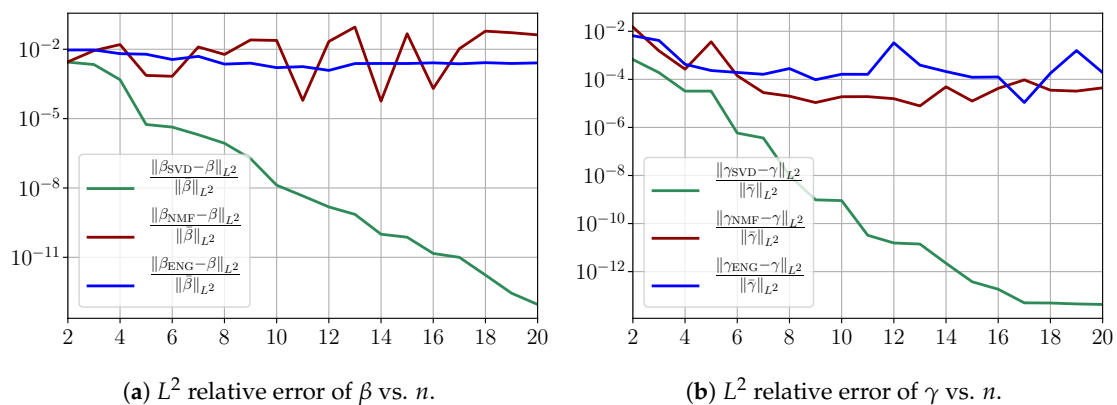 10⁻²
10⁻⁵
10⁻⁸
10⁻¹¹
‖β_SVD−β‖_L² / ‖β̄‖_L²
‖β_NMF−β‖_L² / ‖β̄‖_L²
‖β_ENG−β‖_L² / ‖β̄‖_L²
2 4 6 8 10 12 14 16 18 20
(a) L² relative error of β vs. n.
10⁻²
10⁻⁴
10⁻⁶
10⁻⁸
10⁻¹⁰
10⁻¹²
‖γ_SVD−γ‖_L² / ‖γ̄‖_L²
‖γ_NMF−γ‖_L² / ‖γ̄‖_L²
‖γ_ENG−γ‖_L² / ‖γ̄‖_L²
2 4 6 8 10 12 14 16 18 20
(b) L² relative error of γ vs. n.